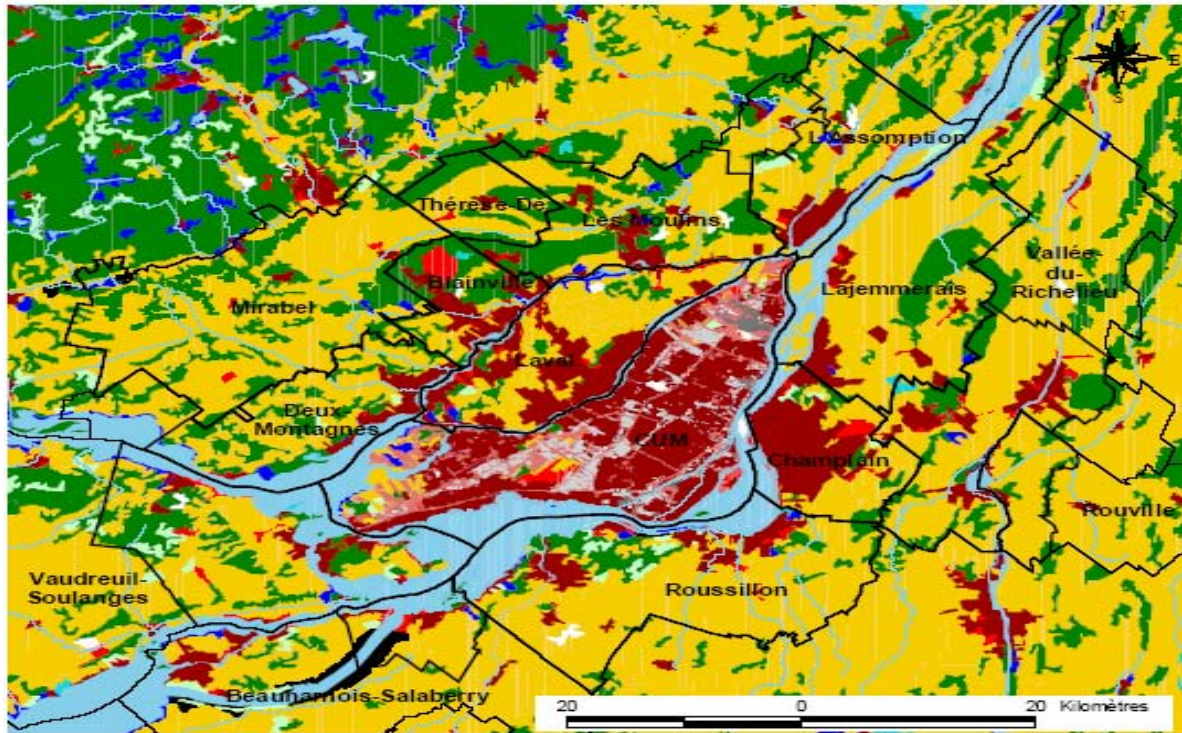 N
E
S
L'Assomption
Thérèse-De
Les Moulins
Blainville
Lajemmerais
Vallée-
du-
Richelieu
Mirabel
Laval
Deux-
Montagnes
CUM
Champlain
Rouville
Vaudreuil-
Soulanges
Roussillon
Beauharnois-Salaberry
20 0 20 Kilomètres